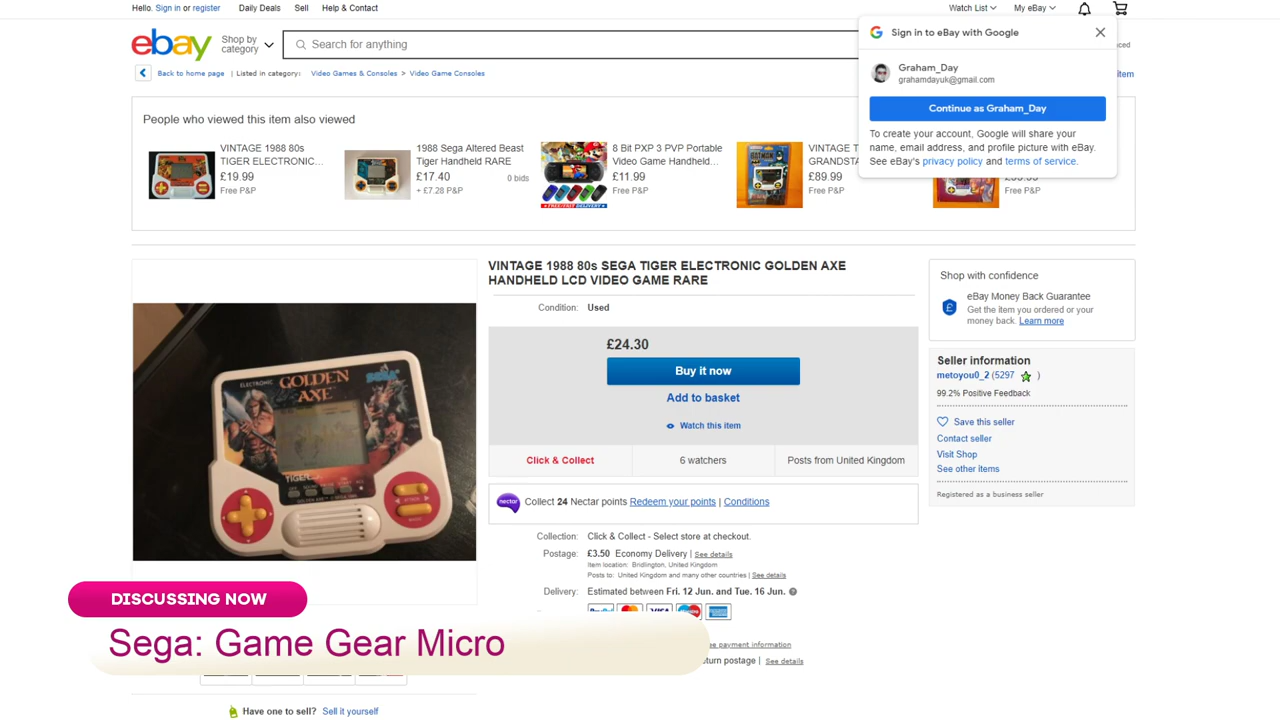 Hello. Sign in or register Daily Deals Sell Help & Contact Watch List My eBay
ebay Shop by category Search for anything
Back to home page | Listed in category: Video Games & Consoles > Video Game Consoles
Sign in to eBay with Google
Graham_Day
grahamdayuk@gmail.com
Continue as Graham_Day
To create your account, Google will share your
name, email address, and profile picture with eBay.
See eBay's privacy policy and terms of service.
People who viewed this item also viewed
VINTAGE 1988 80s
TIGER ELECTRONIC...
£19.99
Free P&P
1988 Sega Altered Beast
Tiger Handheld RARE
£17.40 0 bids
+ £7.28 P&P
8 Bit PXP 3 PVP Portable
Video Game Handheld...
£11.99
Free P&P
VINTAGE
GRANDSTA
£89.99
Free P&P
Free P&P
VINTAGE 1988 80s SEGA TIGER ELECTRONIC GOLDEN AXE
HANDHELD LCD VIDEO GAME RARE
Condition: Used
£24.30
Buy it now
Add to basket
Watch this item
Click & Collect 6 watchers Posts from United Kingdom
nectar Collect 24 Nectar points Redeem your points | Conditions
Collection: Click & Collect - Select store at checkout.
Postage: £3.50 Economy Delivery | See details
Item location: Bridlington, United Kingdom
Posts to: United Kingdom and many other countries | See details
Delivery: Estimated between Fri. 12 Jun. and Tue. 16 Jun.
VISA
payment information
postage | See details
Shop with confidence
eBay Money Back Guarantee
Get the item you ordered or your
money back. Learn more
Seller information
metoyou0_2 (5297 )
99.2% Positive Feedback
Save this seller
Contact seller
Visit Shop
See other items
Registered as a business seller
ELECTRONIC
GOLDEN
AXE
SEGA
TIGER
DISCUSSING NOW
Sega: Game Gear Micro
Have one to sell? Sell it yourself